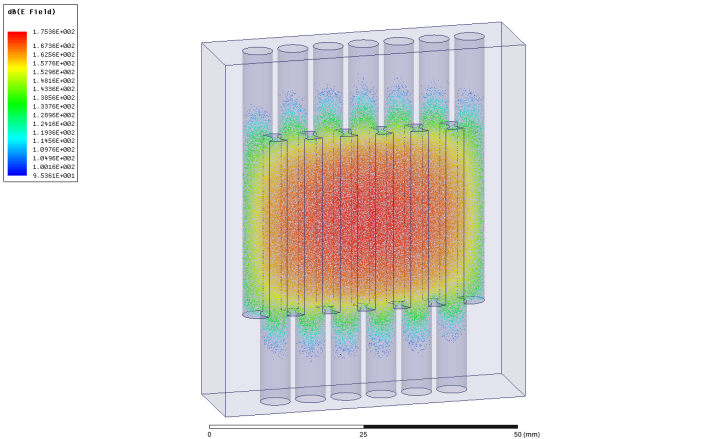 dB(E Field)
1.7536E+002
1.6736E+002
1.6256E+002
1.5776E+002
1.5296E+002
1.4816E+002
1.4336E+002
1.3856E+002
1.3376E+002
1.2896E+002
1.2416E+002
1.1936E+002
1.1456E+002
1.0976E+002
1.0496E+002
1.0016E+002
9.5361E+001
0
25
50 (mm)